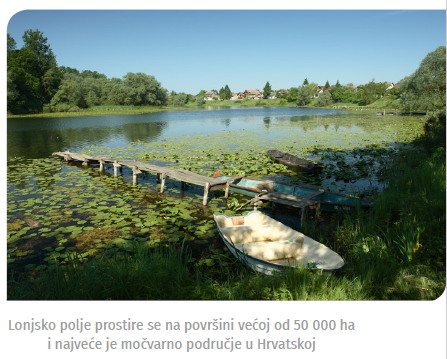 Lonjsko polje prostire se na površini većoj od 50 000 ha
i najveće je močvarno područje u Hrvatskoj